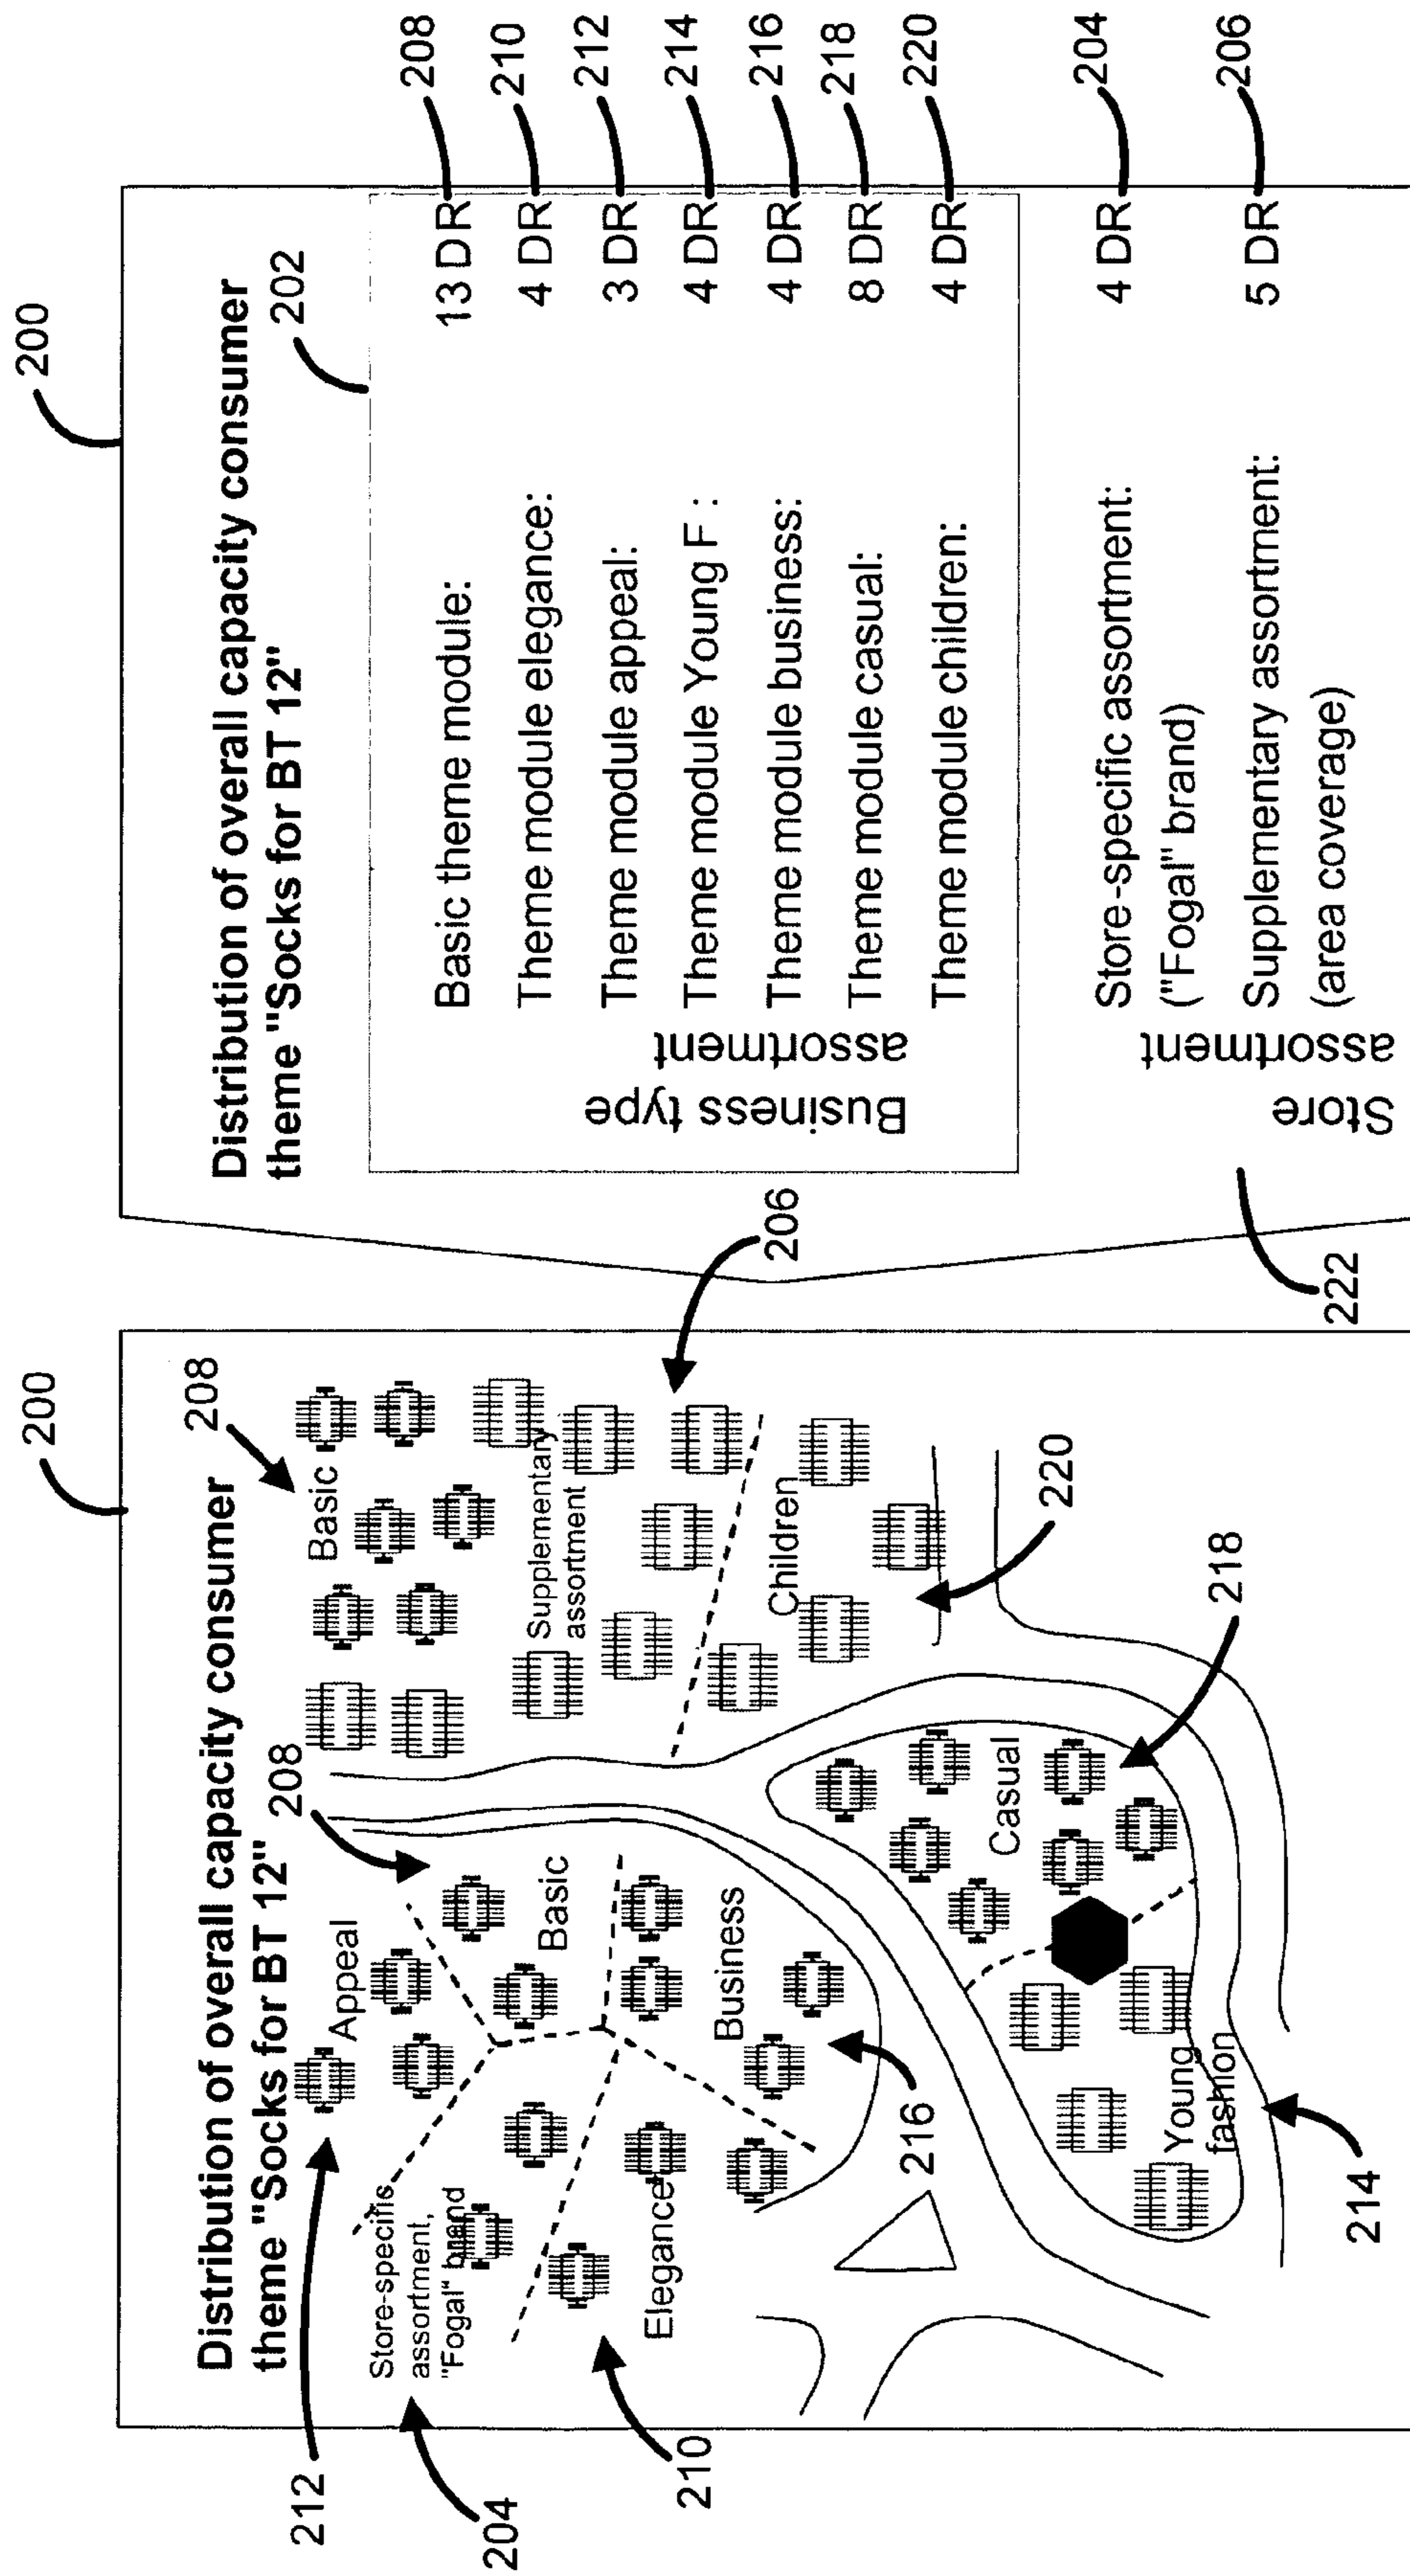 200
Distribution of overall capacity consumer
theme "Socks for BT 12"
208
208
212
Appeal
Basic
Basic
204
Store-specific
assortment,
"Fogal" brand
Supplementary
assortment
206
210
Elegance
Business
Children
216
220
Casual
218
Young
fashion
214
200
Distribution of overall capacity consumer
theme "Socks for BT 12"
202
Business type
assortment
Basic theme module: 13 DR 208
Theme module elegance: 4 DR 210
Theme module appeal: 3 DR 212
Theme module Young F : 4 DR 214
Theme module business: 4 DR 216
Theme module casual: 8 DR 218
Theme module children: 4 DR 220
222
Store
assortment
Store-specific assortment: 4 DR 204
("Fogal" brand)
Supplementary assortment: 5 DR 206
(area coverage)